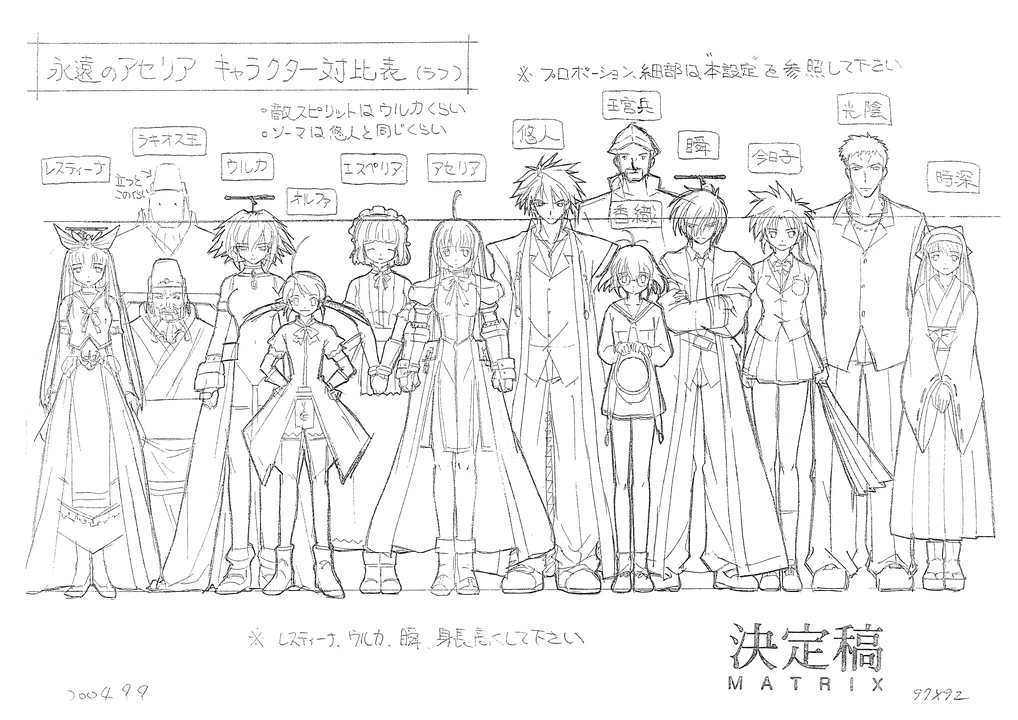 永遠のアセリア キャラクター対比表(ラフ)
※ プロポーション、細部は"本設定"を参照して下さい
・敵スピリットはウルカくらい
・ソーマは悠人と同じくらい
レスティーナ
ラキオス王
立つと
このくらい
ウルカ
オルファ
エスペリア
アセリア
悠人
王宮兵
香織
瞬
今日子
光陰
時深
※ レスティーナ、ウルカ、瞬、身長高くして下さい
決定稿
MATRIX
2004.9.9
97×92